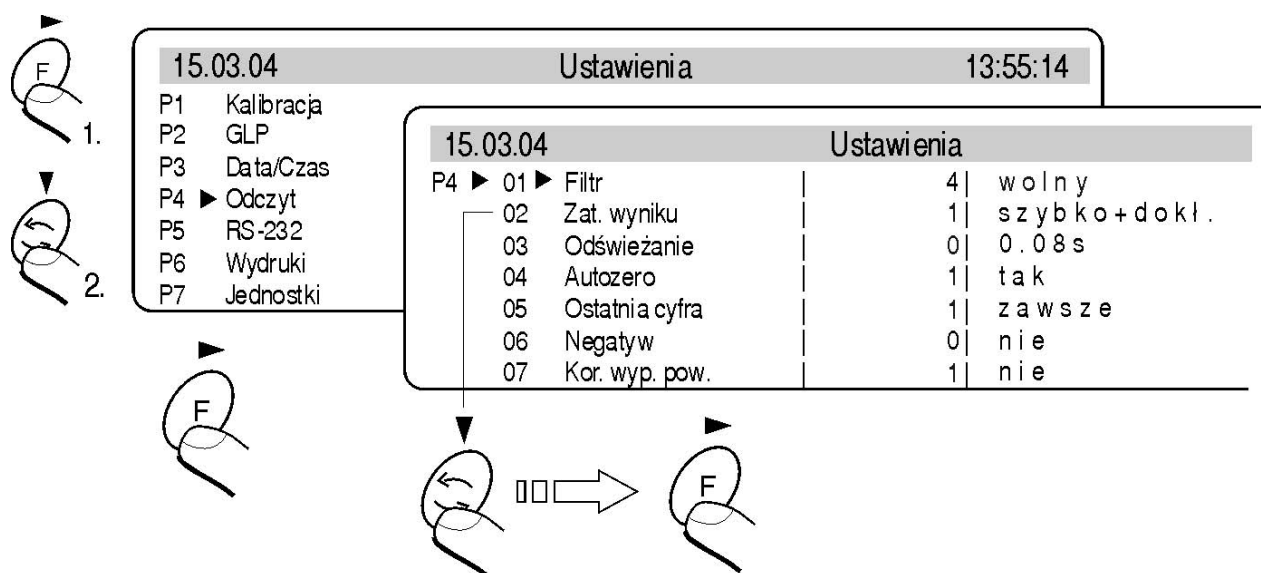 F
1.
2.
15.03.04 Ustawienia 13:55:14
P1 Kalibracja
P2 GLP
P3 Data/Czas
P4 ► Odczyt
P5 RS-232
P6 Wydruki
P7 Jednostki
15.03.04 Ustawienia
P4 ► 01 ► Filtr | 4| wolny
02 Zat. wyniku | 1| szybko+dokł.
03 Odświeżanie | 0| 0.08s
04 Autozero | 1| tak
05 Ostatnia cyfra | 1| zawsze
06 Negatyw | 0| nie
07 Kor. wyp. pow. | 1| nie
F
F